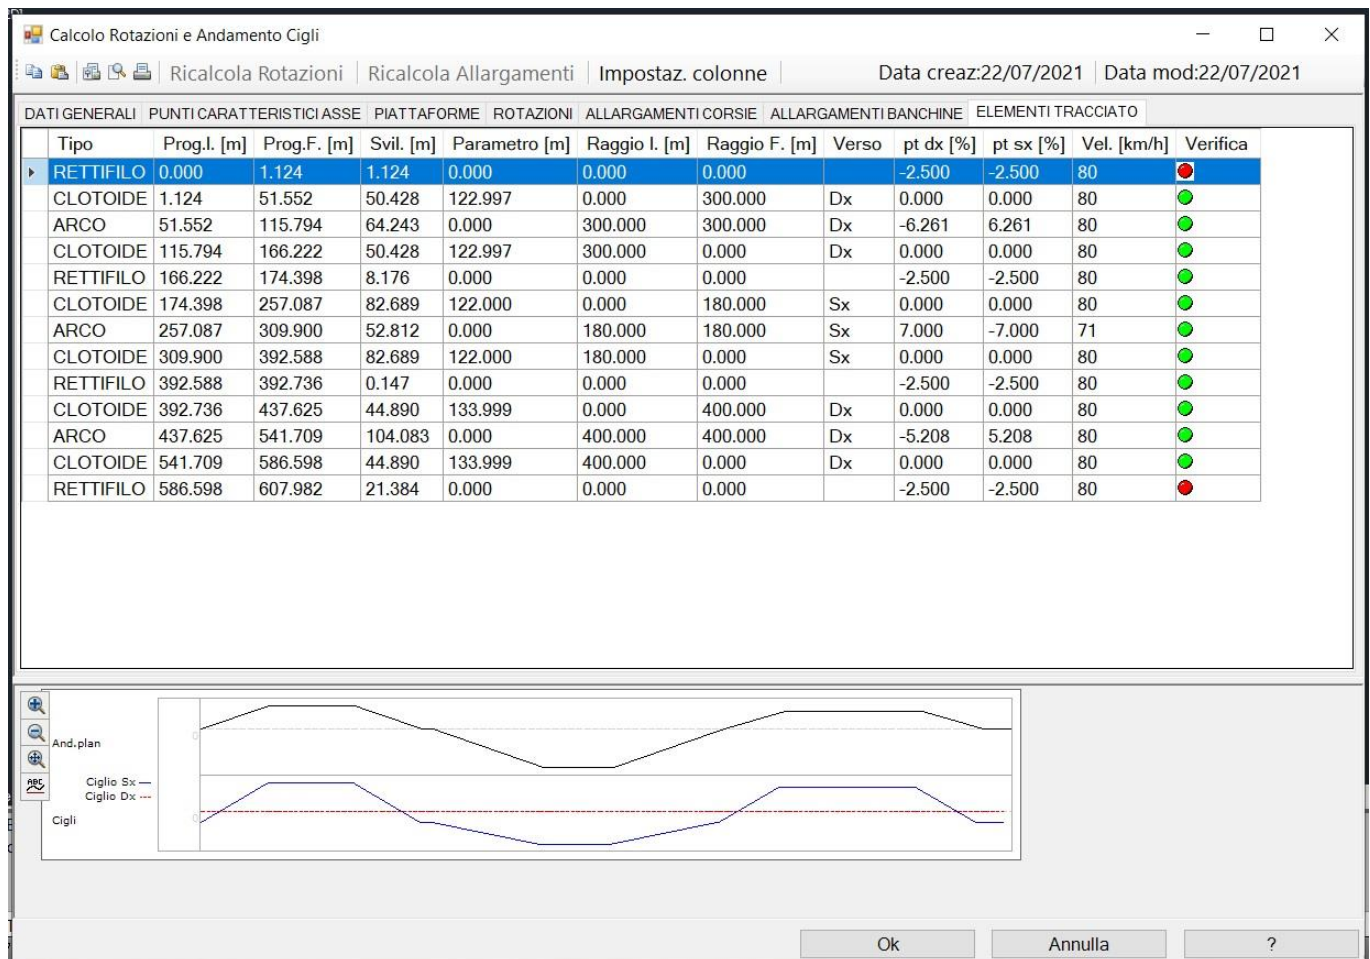 Calcolo Rotazioni e Andamento Cigli
Ricalcola Rotazioni Ricalcola Allargamenti Impostaz. colonne Data creaz:22/07/2021 Data mod:22/07/2021
DATI GENERALI PUNTI CARATTERISTICI ASSE PIATTAFORME ROTAZIONI ALLARGAMENTI CORSIE ALLARGAMENTI BANCHINE ELEMENTI TRACCIATO
Tipo Prog.I. [m] Prog.F. [m] Svil. [m] Parametro [m] Raggio I. [m] Raggio F. [m] Verso pt dx [%] pt sx [%] Vel. [km/h] Verifica
RETTIFILO 0.000 1.124 1.124 0.000 0.000 0.000 -2.500 -2.500 80
CLOTOIDE 1.124 51.552 50.428 122.997 0.000 300.000 Dx 0.000 0.000 80
ARCO 51.552 115.794 64.243 0.000 300.000 300.000 Dx -6.261 6.261 80
CLOTOIDE 115.794 166.222 50.428 122.997 300.000 0.000 Dx 0.000 0.000 80
RETTIFILO 166.222 174.398 8.176 0.000 0.000 0.000 -2.500 -2.500 80
CLOTOIDE 174.398 257.087 82.689 122.000 0.000 180.000 Sx 0.000 0.000 80
ARCO 257.087 309.900 52.812 0.000 180.000 180.000 Sx 7.000 -7.000 71
CLOTOIDE 309.900 392.588 82.689 122.000 180.000 0.000 Sx 0.000 0.000 80
RETTIFILO 392.588 392.736 0.147 0.000 0.000 0.000 -2.500 -2.500 80
CLOTOIDE 392.736 437.625 44.890 133.999 0.000 400.000 Dx 0.000 0.000 80
ARCO 437.625 541.709 104.083 0.000 400.000 400.000 Dx -5.208 5.208 80
CLOTOIDE 541.709 586.598 44.890 133.999 400.000 0.000 Dx 0.000 0.000 80
RETTIFILO 586.598 607.982 21.384 0.000 0.000 0.000 -2.500 -2.500 80
0
And.plan
ABC
Ciglio Sx
Ciglio Dx
Cigli 0
Ok Annulla ?